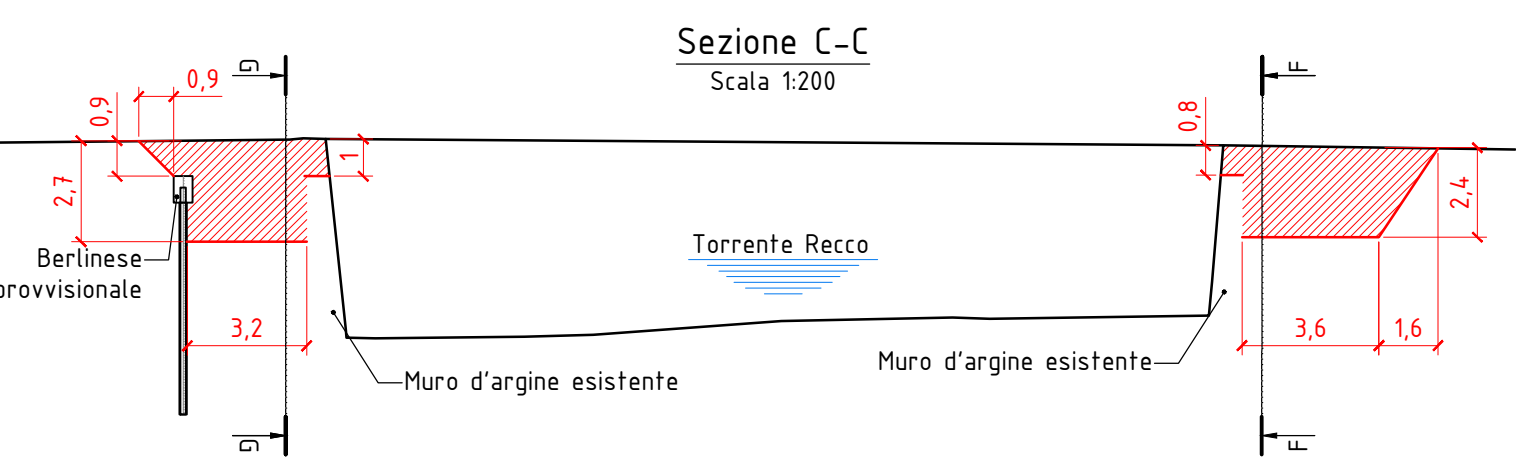 Sezione C-C
Scala 1:200
G
F
0,9
0,9
2,7
1
0,8
2,4
Berlinese
provvisionale
Torrente Recco
3,2
3,6
1,6
Muro d'argine esistente
Muro d'argine esistente
G
F